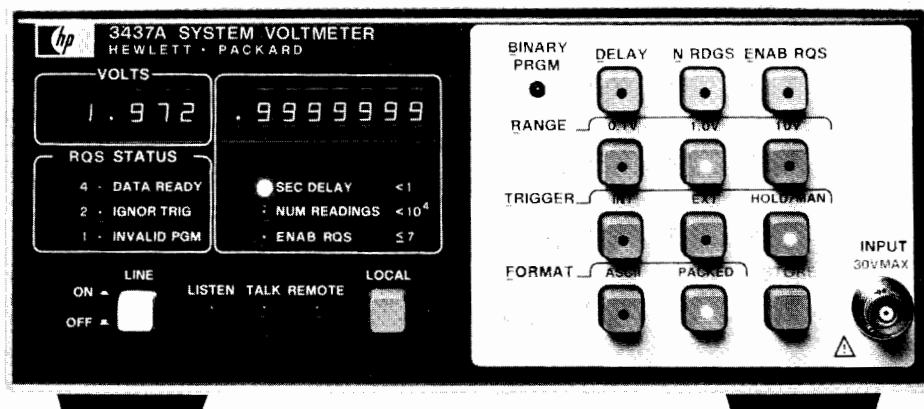 hp 3437A SYSTEM VOLTMETER
HEWLETT · PACKARD
VOLTS
1.972
.9999999
RQS STATUS
4 · DATA READY
2 · IGNOR TRIG
1 · INVALID PGM
SEC DELAY <1
NUM READINGS <10⁴
ENAB RQS ≤7
LINE
ON
OFF
LISTEN TALK REMOTE
LOCAL
BINARY PRGM
DELAY N RDGS ENAB RQS
RANGE 0.1V 1.0V 10V
TRIGGER INT EXT HOLD/MAN
FORMAT ASCII PACKED
INPUT
30VMAX